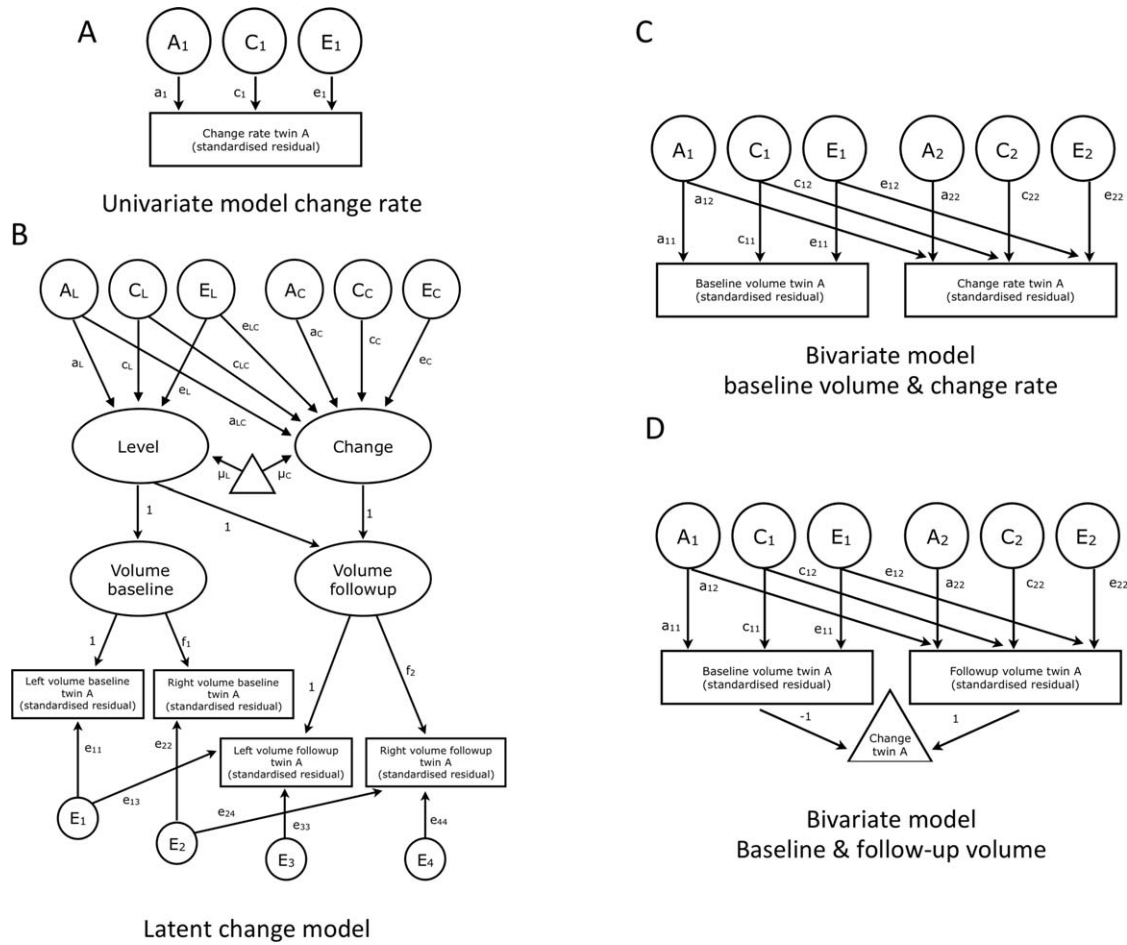 A
A1 C1 E1
a1 c1 e1
Change rate twin A
(standardised residual)
Univariate model change rate
B
AL CL EL AC CC EC
aL cL eL aLC cLC eLC aC cC eC
Level
Change
μL μC
1 1 1
Volume
baseline
Volume
followup
1 f1
1 f2
Left volume baseline
twin A
(standardised residual)
Right volume baseline
twin A
(standardised residual)
Left volume followup
twin A
(standardised residual)
Right volume followup
twin A
(standardised residual)
e11 e22
e13 e24 e33 e44
E1 E2 E3 E4
Latent change model
C
A1 C1 E1 A2 C2 E2
a12 c12 e12 a22 c22 e22
a11 c11 e11
Baseline volume twin A
(standardised residual)
Change rate twin A
(standardised residual)
Bivariate model
baseline volume & change rate
D
A1 C1 E1 A2 C2 E2
a12 c12 e12 a22 c22 e22
a11 c11 e11
Baseline volume twin A
(standardised residual)
Followup volume twin A
(standardised residual)
-1 1
Change
twin A
Bivariate model
Baseline & follow-up volume